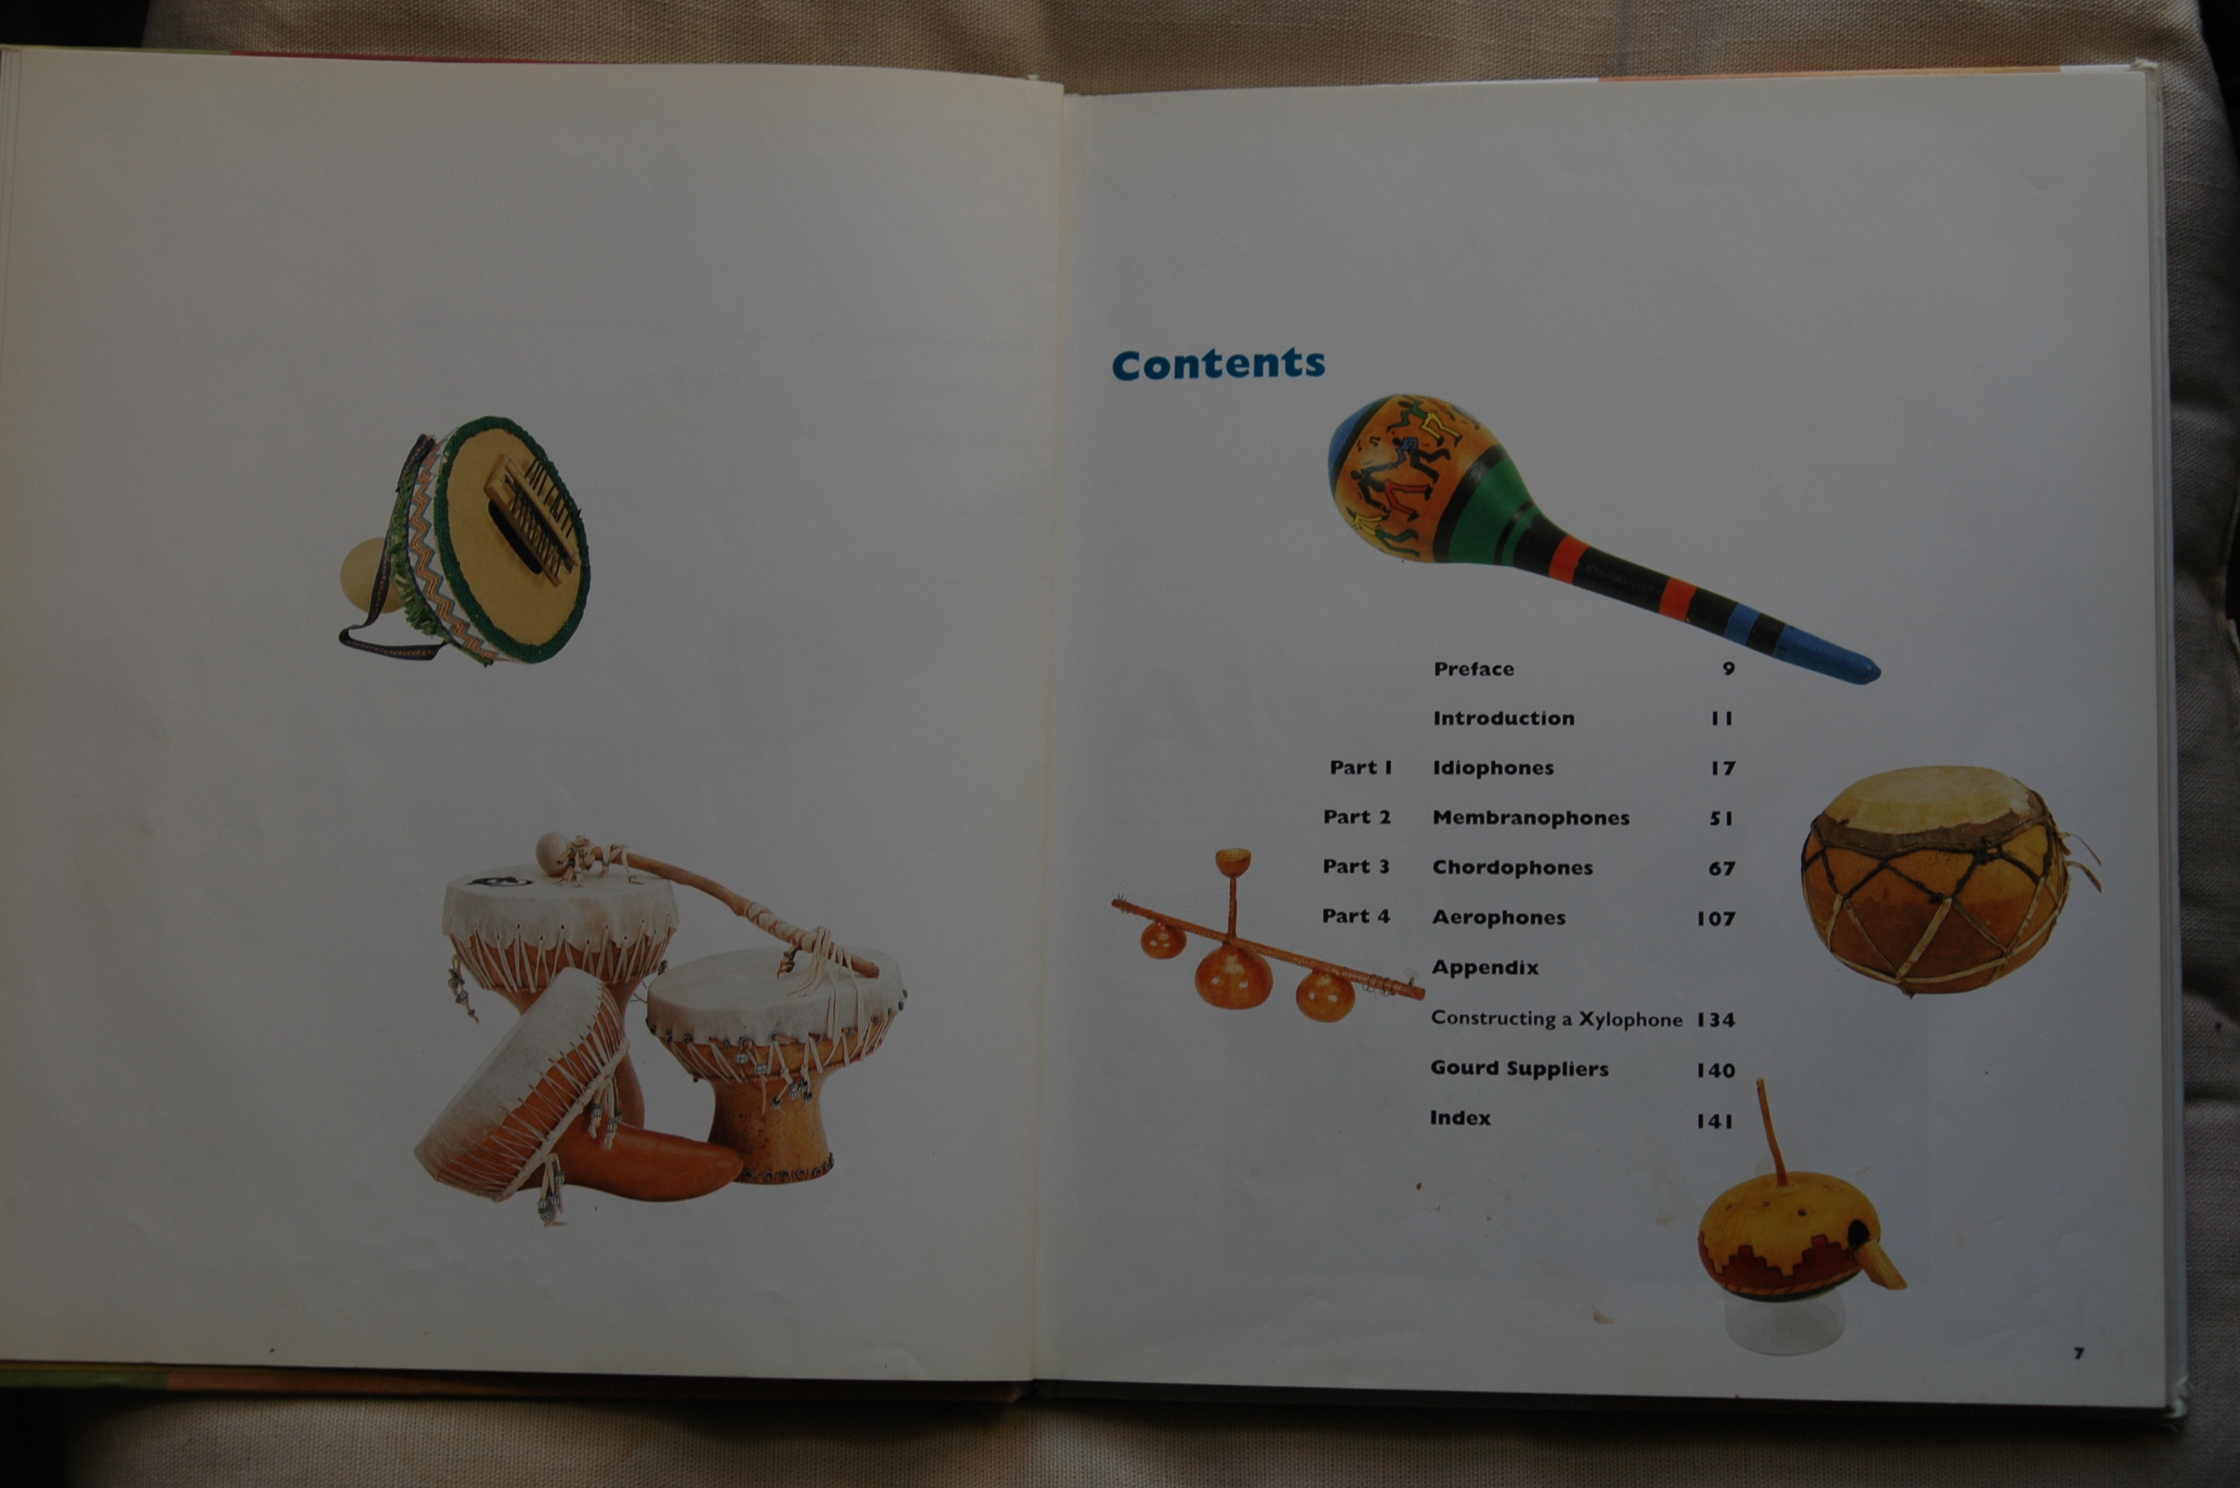 Contents
Preface 9
Introduction 11
Part 1 Idiophones 17
Part 2 Membranophones 51
Part 3 Chordophones 67
Part 4 Aerophones 107
Appendix
Constructing a Xylophone 134
Gourd Suppliers 140
Index 141
7